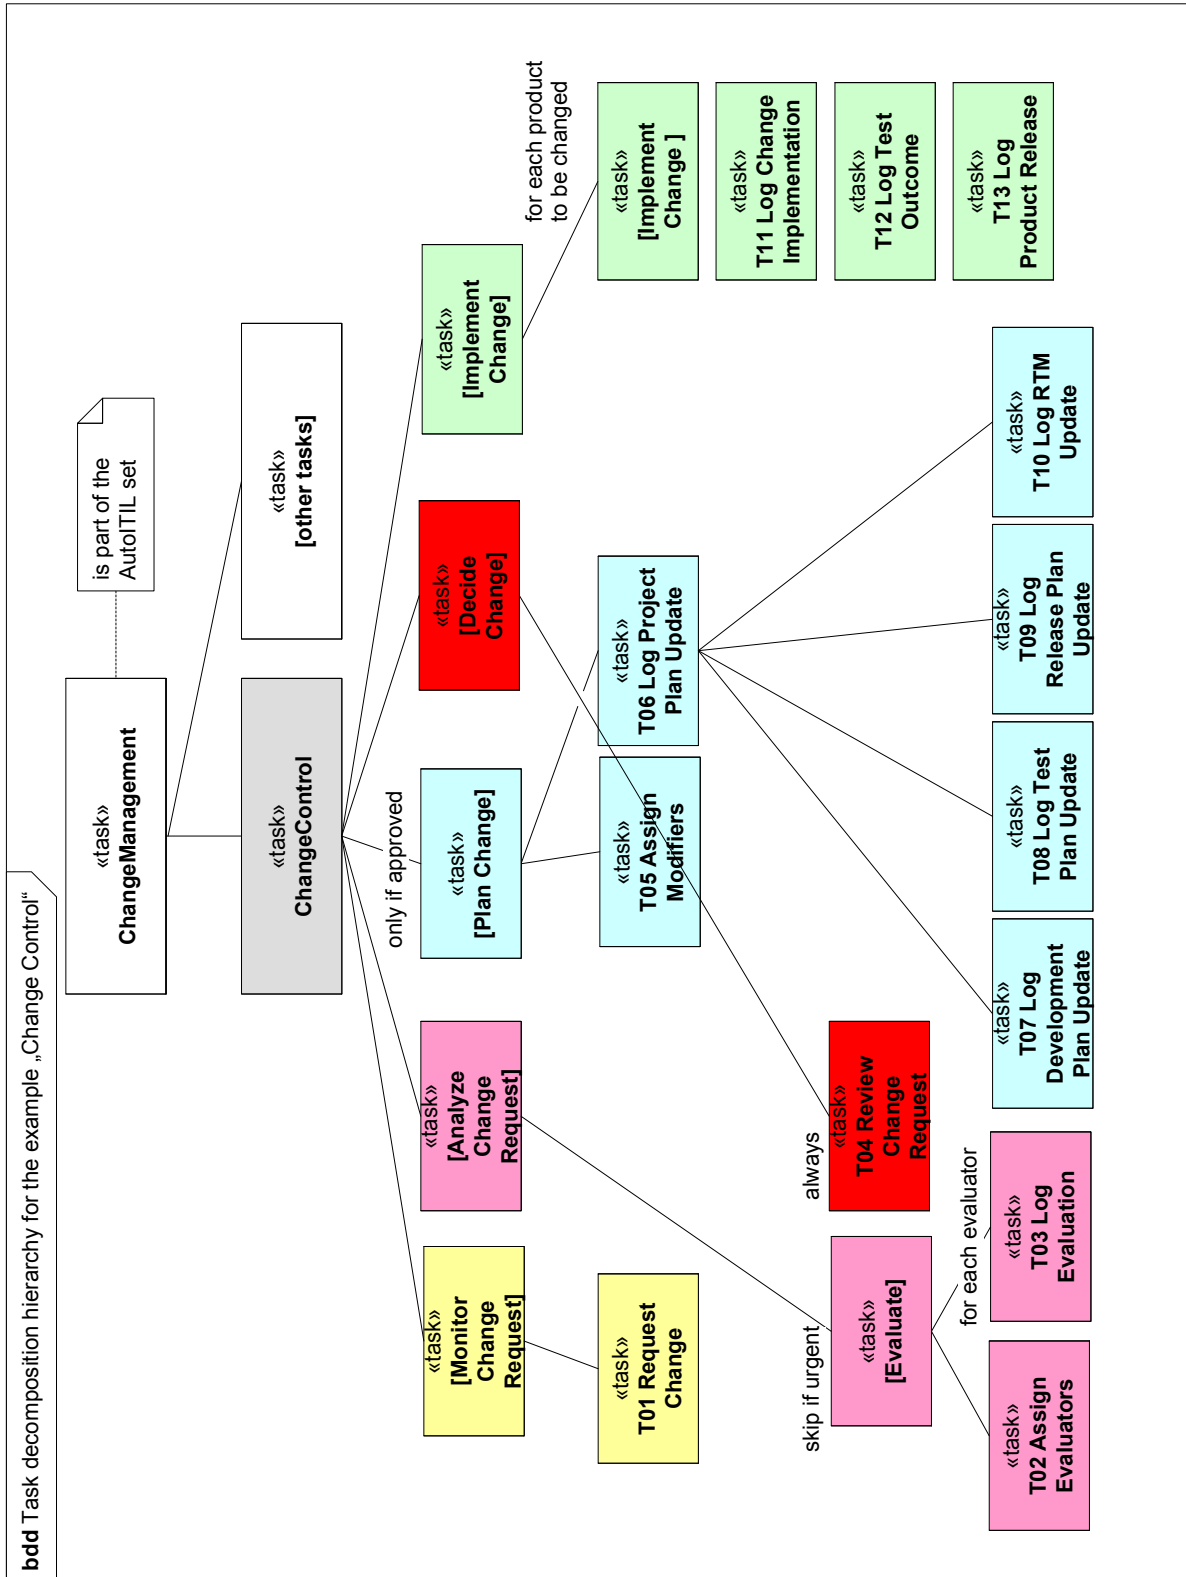 bdd Task decomposition hierarchy for the example „Change Control“
«task»
ChangeManagement
is part of the
AutoITIL set
«task»
ChangeControl
«task»
[other tasks]
only if approved
«task»
[Monitor
Change
Request]
«task»
[Analyze
Change
Request]
«task»
[Plan Change]
«task»
[Decide
Change]
«task»
[Implement
Change]
for each product
to be changed
«task»
T01 Request
Change
«task»
T05 Assign
Modifiers
«task»
T06 Log Project
Plan Update
«task»
[Implement
Change ]
«task»
T11 Log Change
Implementation
«task»
T12 Log Test
Outcome
«task»
T13 Log
Product Release
skip if urgent
always
«task»
[Evaluate]
«task»
T04 Review
Change
Request
for each evaluator
«task»
T02 Assign
Evaluators
«task»
T03 Log
Evaluation
«task»
T07 Log
Development
Plan Update
«task»
T08 Log Test
Plan Update
«task»
T09 Log
Release Plan
Update
«task»
T10 Log RTM
Update